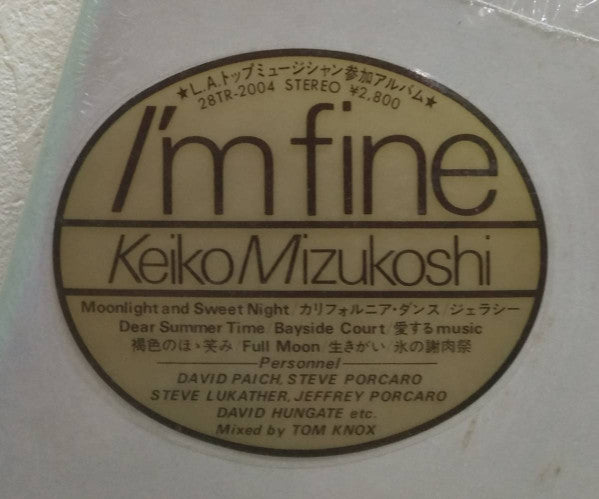 ★L.A.トップミュージシャン参加アルバム★
28TR-2004 STEREO ¥2,800
I'm fine
Keiko Mizukoshi
Moonlight and Sweet Night/カリフォルニア・ダンス/ジェラシー
Dear Summer Time/Bayside Court/愛するmusic
褐色のほゝ笑み/Full Moon/生きがい/氷の謝肉祭
Personnel
DAVID PAICH, STEVE PORCARO
STEVE LUKATHER, JEFFREY PORCARO
DAVID HUNGATE etc.
Mixed by TOM KNOX